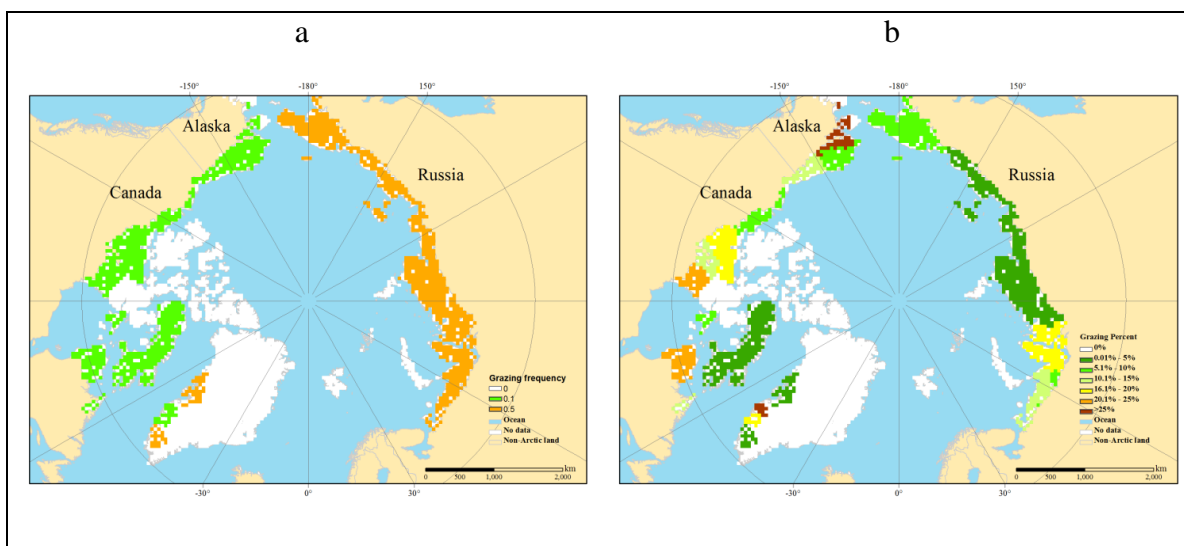 a
-150°
-180°
150°
Alaska
Canada
Russia
Grazing frequency
0
0.1
0.5
Ocean
No data
Non-Arctic land
km
0 500 1,000 2,000
-30°
0°
30°
b
-150°
-180°
150°
Alaska
Canada
Russia
Grazing Percent
0%
0.01% - 5%
5.1% - 10%
10.1% - 15%
16.1% - 20%
20.1% - 25%
>25%
Ocean
No data
Non-Arctic land
km
0 500 1,000 2,000
-30°
0°
30°